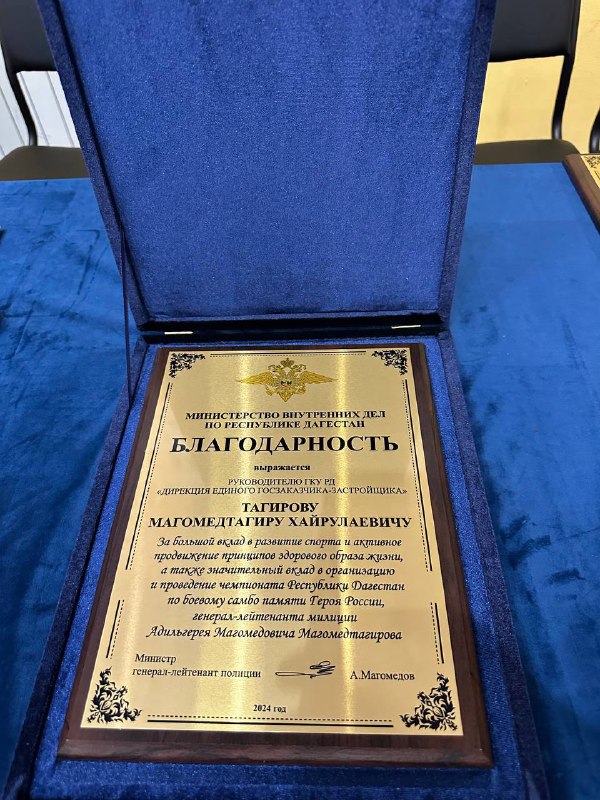 МИНИСТЕРСТВО ВНУТРЕННИХ ДЕЛ
ПО РЕСПУБЛИКЕ ДАГЕСТАН
БЛАГОДАРНОСТЬ
выражается
РУКОВОДИТЕЛЮ ГКУ РД
«ДИРЕКЦИЯ ЕДИНОГО ГОСЗАКАЗЧИКА-ЗАСТРОЙЩИКА»
ТАГИРОВУ
МАГОМЕДТАГИРУ ХАЙРУЛАЕВИЧУ
За большой вклад в развитие спорта и активное
продвижение принципов здорового образа жизни,
а также значительный вклад в организацию
и проведение чемпионата Республики Дагестан
по боевому самбо памяти Героя России,
генерал-лейтенанта милиции
Адильгерея Магомедовича Магомедтагирова
Министр
генерал-лейтенант полиции А.Магомедов
2024 год